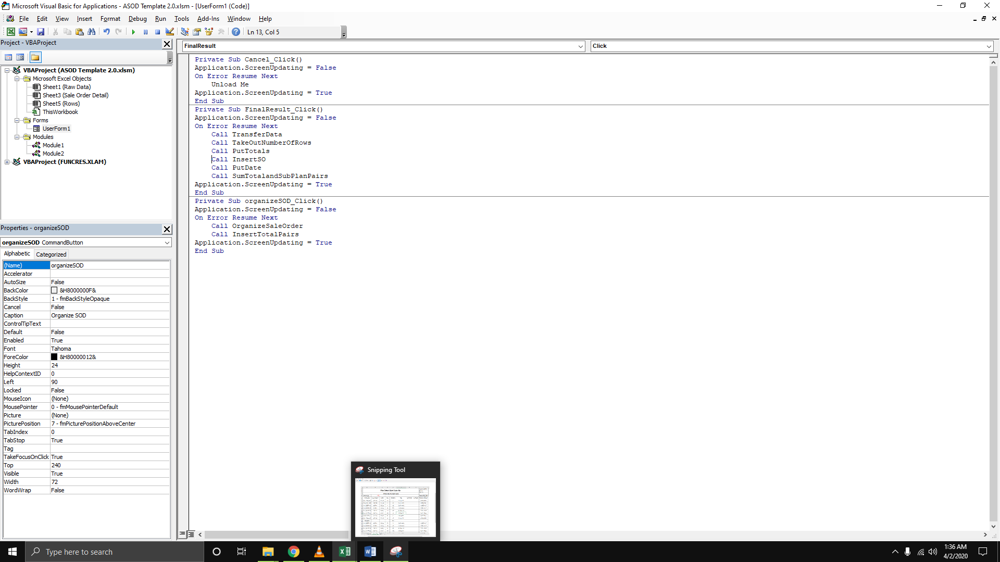 Microsoft Visual Basic for Applications - ASOD Template 2.0.xlsm - [UserForm1 (Code)]
File Edit View Insert Format Debug Run Tools Add-Ins Window Help
Ln 13, Col 5
Project - VBAProject
VBAProject (ASOD Template 2.0.xlsm)
Microsoft Excel Objects
Sheet1 (Raw Data)
Sheet3 (Sale Order Detail)
Sheet5 (Rows)
ThisWorkbook
Forms
UserForm1
Modules
Module1
Module2
VBAProject (FUNCRES.XLAM)
Properties - organizeSOD
organizeSOD CommandButton
Alphabetic Categorized
(Name) organizeSOD
Accelerator
AutoSize False
BackColor &H8000000F&
BackStyle 1 - fmBackStyleOpaque
Cancel False
Caption Organize SOD
ControlTipText
Default False
Enabled True
Font Tahoma
ForeColor &H80000012&
Height 24
HelpContextID 0
Left 90
Locked False
MouseIcon (None)
MousePointer 0 - fmMousePointerDefault
Picture (None)
PicturePosition 7 - fmPicturePositionAboveCenter
TabIndex 0
TabStop True
Tag
TakeFocusOnClick True
Top 240
Visible True
Width 72
WordWrap False
FinalResult Click
Private Sub Cancel_Click()
Application.ScreenUpdating = False
On Error Resume Next
Unload Me
Application.ScreenUpdating = True
End Sub
Private Sub FinalResult_Click()
Application.ScreenUpdating = False
On Error Resume Next
Call TransferData
Call TakeOutNumberOfRows
Call PutTotals
Call InsertSO
Call PutDate
Call SumTotalandSubPlanPairs
Application.ScreenUpdating = True
End Sub
Private Sub organizeSOD_Click()
Application.ScreenUpdating = False
On Error Resume Next
Call OrganizeSaleOrder
Call InsertTotalPairs
Application.ScreenUpdating = True
End Sub
Snipping Tool
Type here to search
1:36 AM
4/2/2020